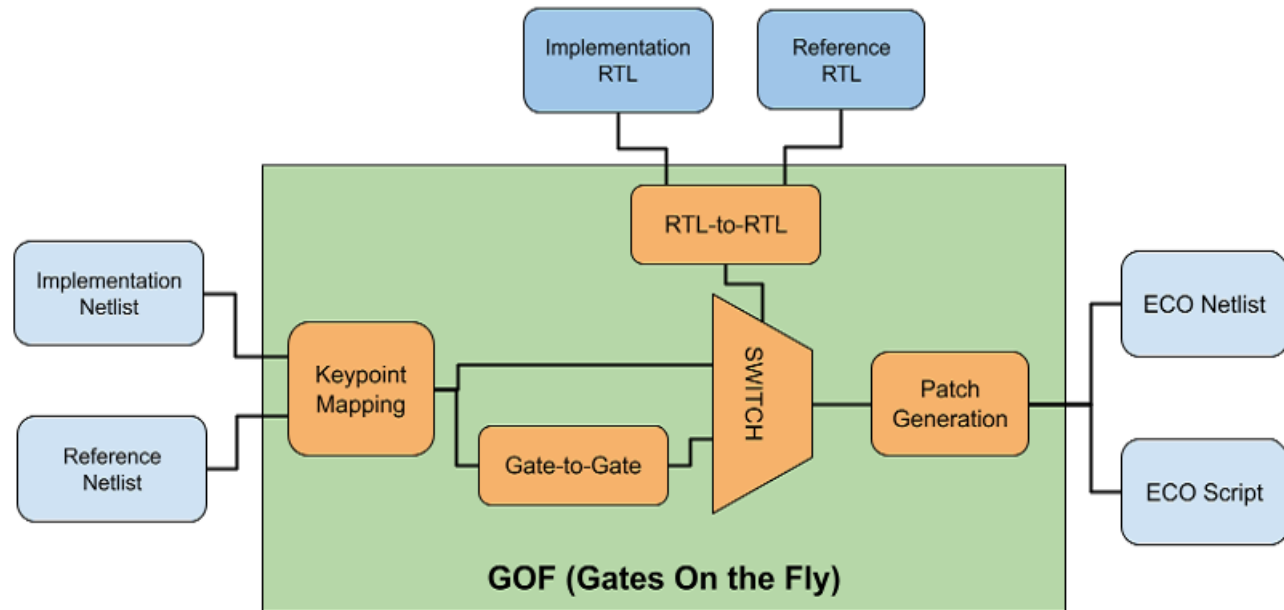 Implementation
RTL
Reference
RTL
RTL-to-RTL
Implementation
Netlist
Reference
Netlist
Keypoint
Mapping
Gate-to-Gate
SWITCH
Patch
Generation
ECO Netlist
ECO Script
GOF (Gates On the Fly)